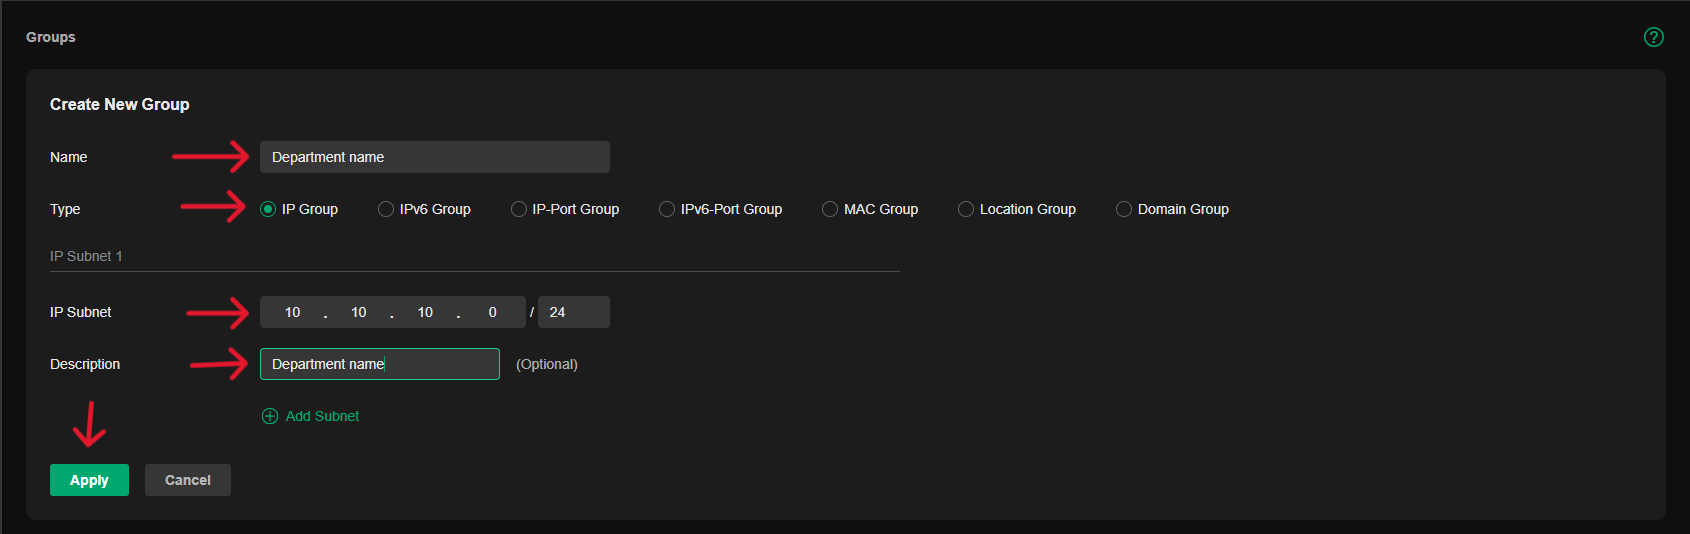 Groups
Create New Group
Name Department name
Type IP Group IPv6 Group IP-Port Group IPv6-Port Group MAC Group Location Group Domain Group
IP Subnet 1
IP Subnet 10 . 10 . 10 . 0 / 24
Description Department name (Optional)
Add Subnet
Apply Cancel